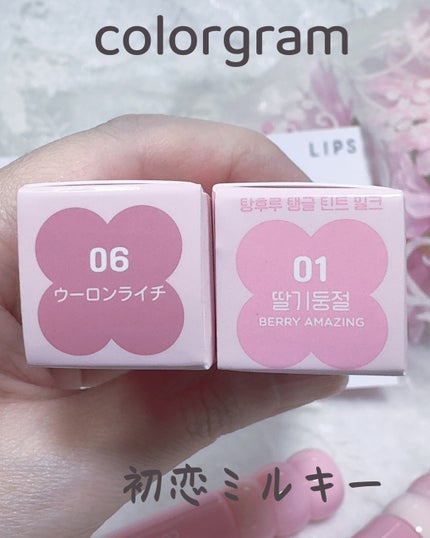 colorgram
LIPS
06
ウーロンライチ
탕후루 탱글 틴트 밀크
01
딸기둥절
BERRY AMAZING
初恋ミルキー